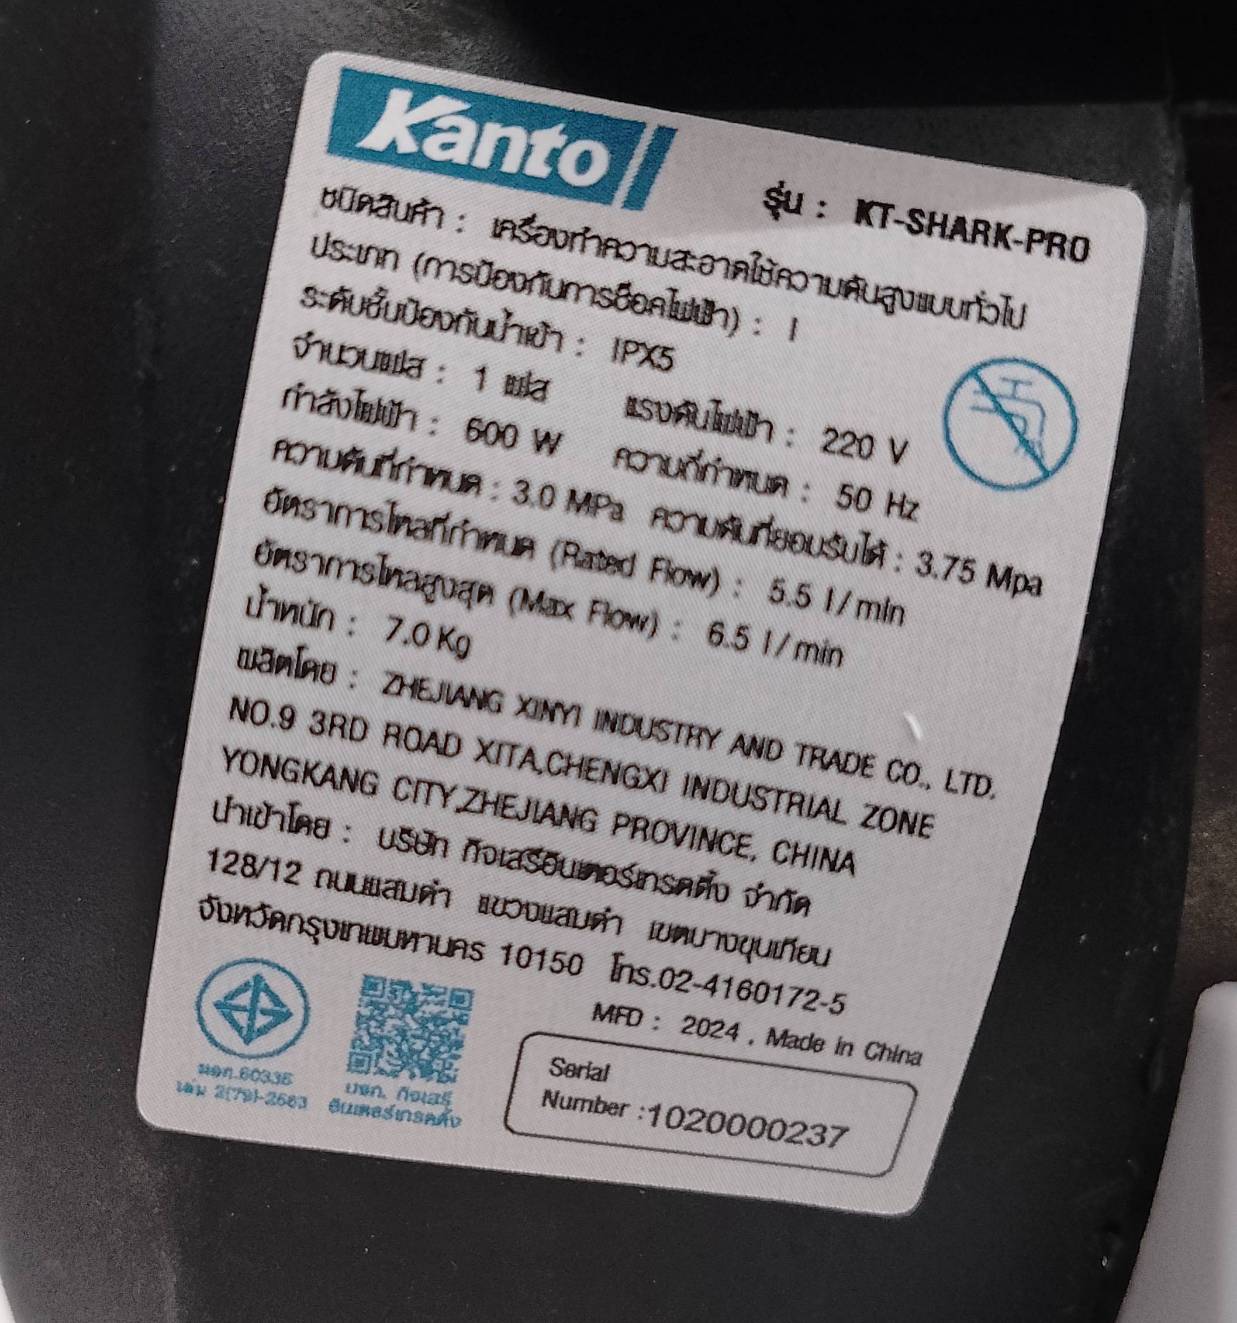 Kanto
รุ่น : KT-SHARK-PRO
ชนิดสินค้า : เครื่องทำความสะอาดใช้ความดันสูงแบบทั่วไป
ประเภท (การป้องกันการช็อคไฟฟ้า) : I
ระดับชั้นป้องกันน้ำเข้า : IPX5
จำนวนเฟส : 1 เฟส แรงดันไฟฟ้า : 220 V
กำลังไฟฟ้า : 600 W ความถี่กำหนด : 50 Hz
ความดันที่กำหนด : 3.0 MPa ความดันที่ยอมรับได้ : 3.75 Mpa
อัตราการไหลที่กำหนด (Rated Flow) : 5.5 l/min
อัตราการไหลสูงสุด (Max Flow) : 6.5 l/min
น้ำหนัก : 7.0 Kg
ผลิตโดย : ZHEJIANG XINYI INDUSTRY AND TRADE CO., LTD.
NO.9 3RD ROAD XITA,CHENGXI INDUSTRIAL ZONE
YONGKANG CITY,ZHEJIANG PROVINCE, CHINA
นำเข้าโดย : บริษัท กิจเสรีอินเตอร์เทรดดิ้ง จำกัด
128/12 ถนนแสมดำ แขวงแสมดำ เขตบางขุนเทียน
จังหวัดกรุงเทพมหานคร 10150 โทร.02-4160172-5
MFD : 2024 , Made in China
มอก.60335
เล่ม 2(79)-2563
บจก. กิจเสรี
อินเตอร์เทรดดิ้ง
Serial
Number :1020000237